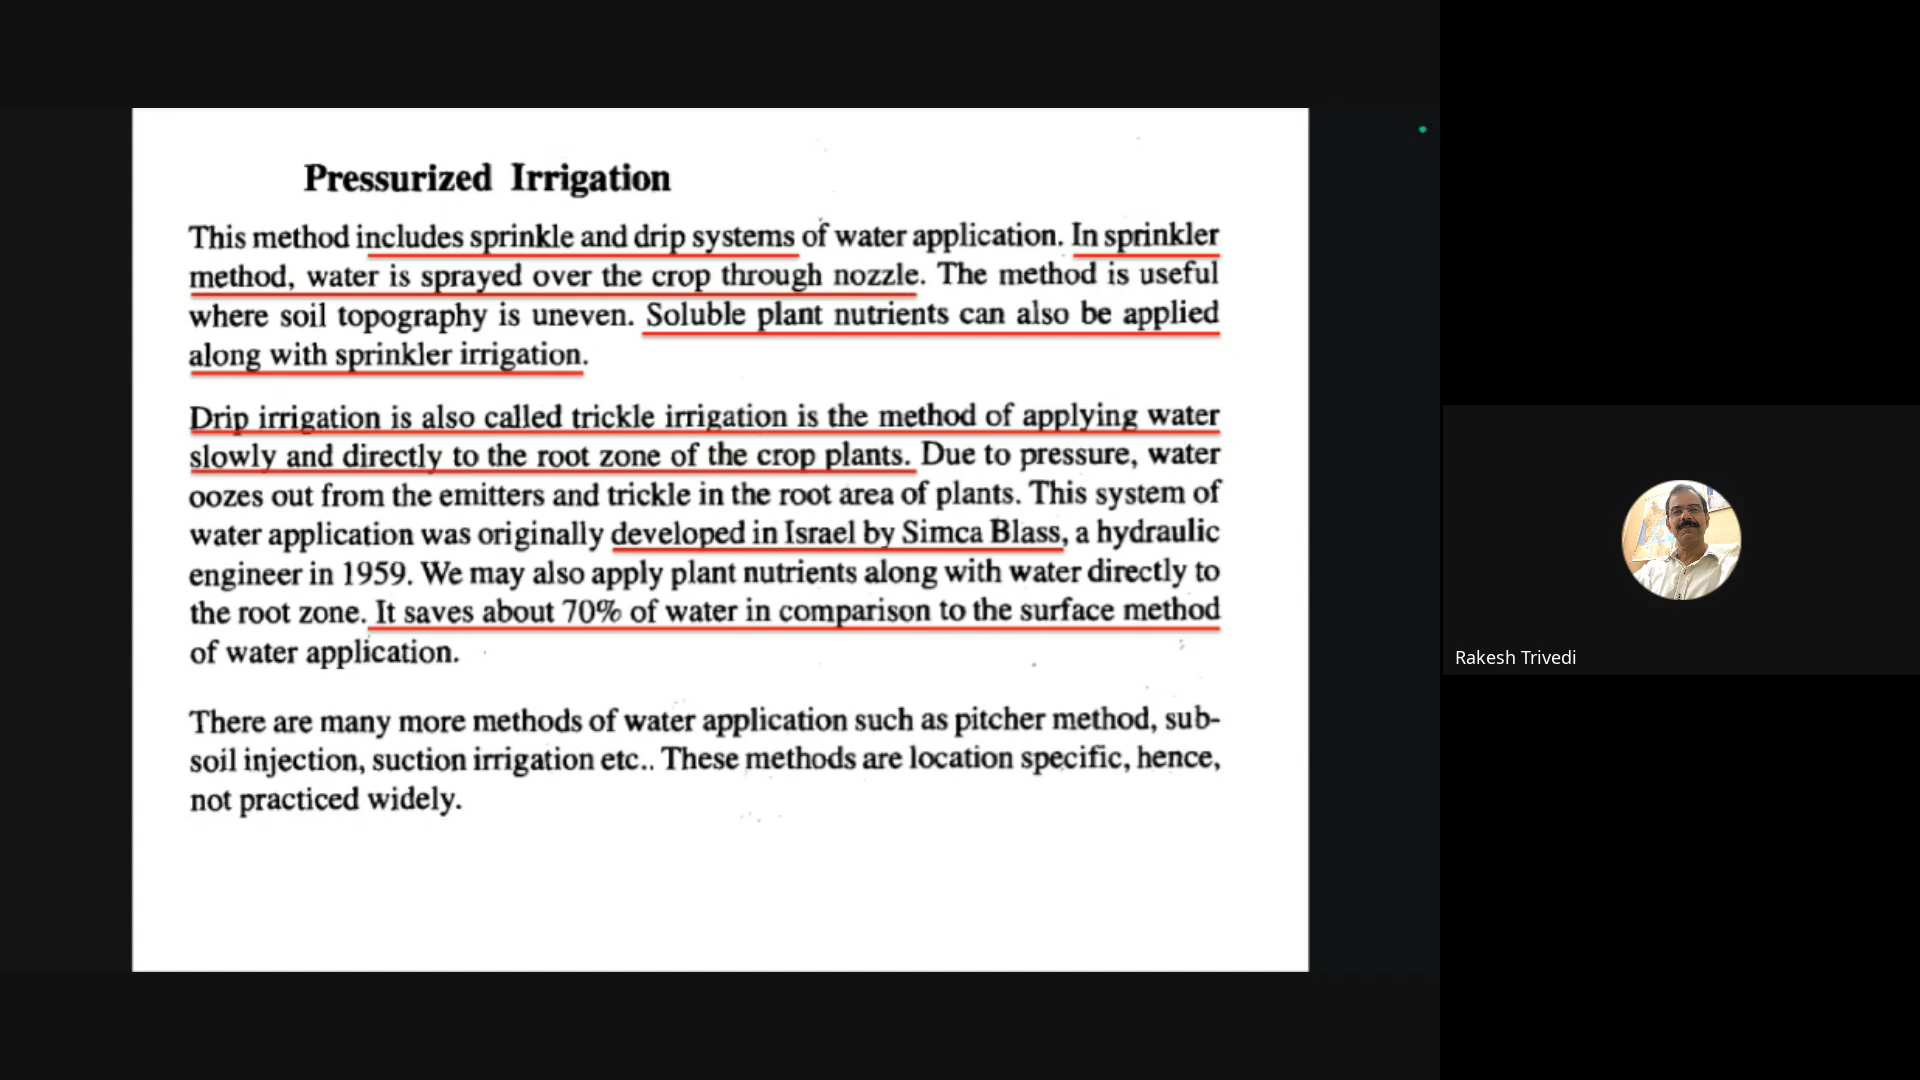 Pressurized Irrigation
This method includes sprinkle and drip systems of water application. In sprinkler
method, water is sprayed over the crop through nozzle. The method is useful
where soil topography is uneven. Soluble plant nutrients can also be applied
along with sprinkler irrigation.
Drip irrigation is also called trickle irrigation is the method of applying water
slowly and directly to the root zone of the crop plants. Due to pressure, water
oozes out from the emitters and trickle in the root area of plants. This system of
water application was originally developed in Israel by Simca Blass, a hydraulic
engineer in 1959. We may also apply plant nutrients along with water directly to
the root zone. It saves about 70% of water in comparison to the surface method
of water application.
There are many more methods of water application such as pitcher method, sub-
soil injection, suction irrigation etc.. These methods are location specific, hence,
not practiced widely.
Rakesh Trivedi